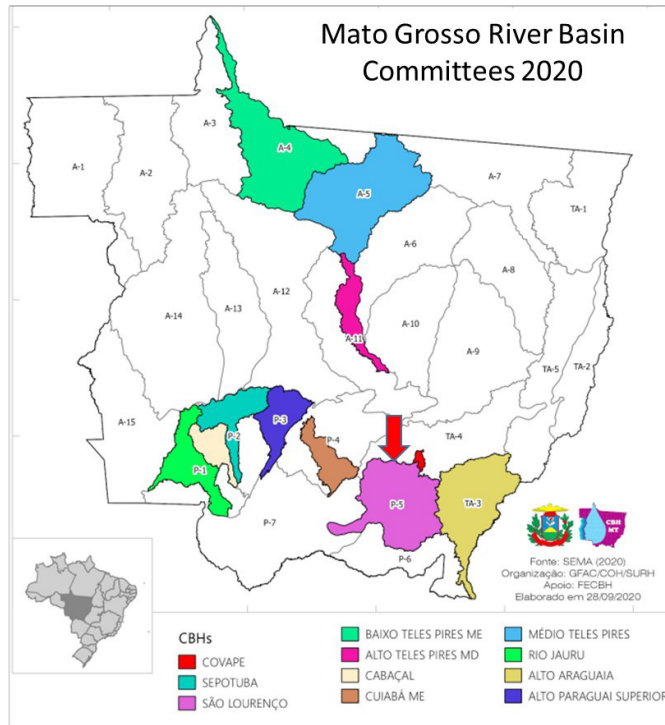 Mato Grosso River Basin
Committees 2020
A-3
A-4
A-1
A-2
A-5
A-7
TA-1
A-6
A-8
A-12
A-13
A-14
A-11
A-10
A-9
TA-5
TA-2
A-15
P-2
P-3
P-4
TA-4
P-1
P-5
TA-3
P-7
P-6
CBH
MT
Fonte: SEMA (2020)
Organização: GFAC/COH/SURH
Apoio: FECBH
Elaborado em 28/09/2020
CBHs
COVAPE
SEPOTUBA
SÃO LOURENÇO
BAIXO TELES PIRES ME
ALTO TELES PIRES MD
CABAÇAL
CUIABÁ ME
MÉDIO TELES PIRES
RIO JAURU
ALTO ARAGUAIA
ALTO PARAGUAI SUPERIOR